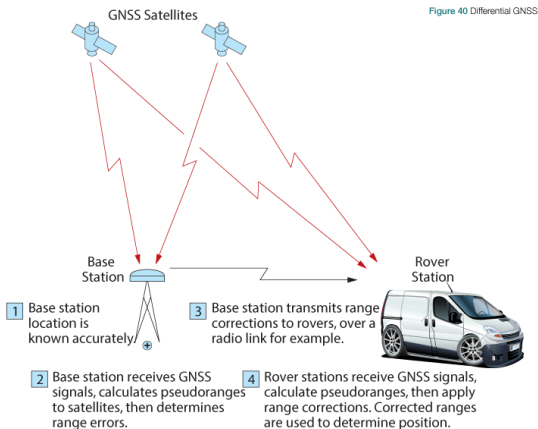 GNSS Satellites
Figure 40 Differential GNSS
Base
Station
Rover
Station
1 Base station
location is
known accurately.
3 Base station transmits range
corrections to rovers, over a
radio link for example.
2 Base station receives GNSS
signals, calculates pseudoranges
to satellites, then determines
range errors.
4 Rover stations receive GNSS signals,
calculate pseudoranges, then apply
range corrections. Corrected ranges
are used to determine position.